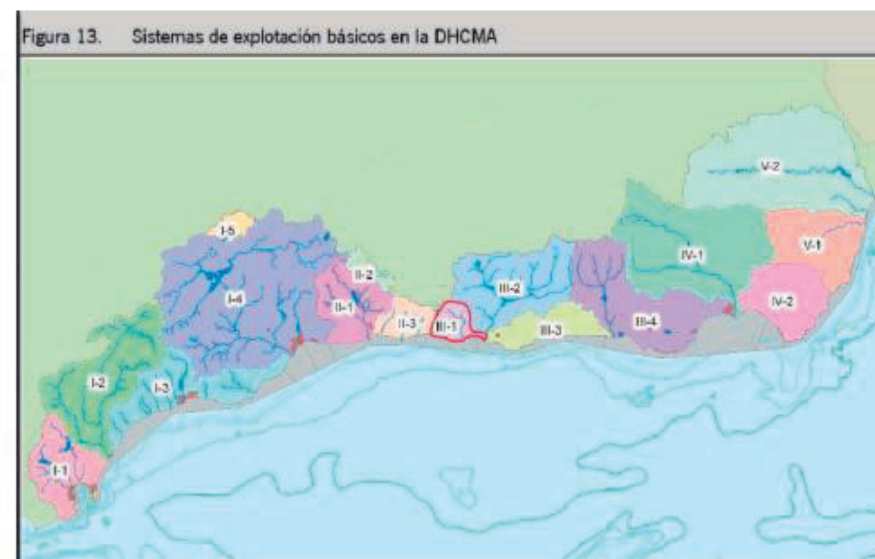 Figura 13. Sistemas de explotación básicos en la DHCMA
V-2
I-5
IV-1
V-1
II-2
III-2
I-4
II-1
IV-2
II-3
III-1
III-3
III-4
I-2
I-3
I-1